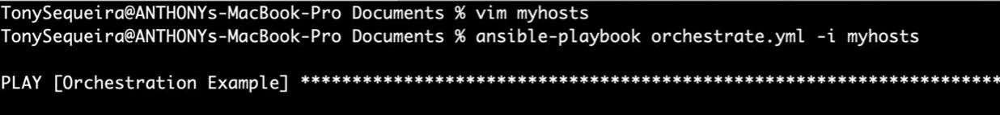 TonySequeira@ANTHONYs-MacBook-Pro Documents % vim myhosts
TonySequeira@ANTHONYs-MacBook-Pro Documents % ansible-playbook orchestrate.yml -i myhosts
PLAY [Orchestration Example] *********************************************************************